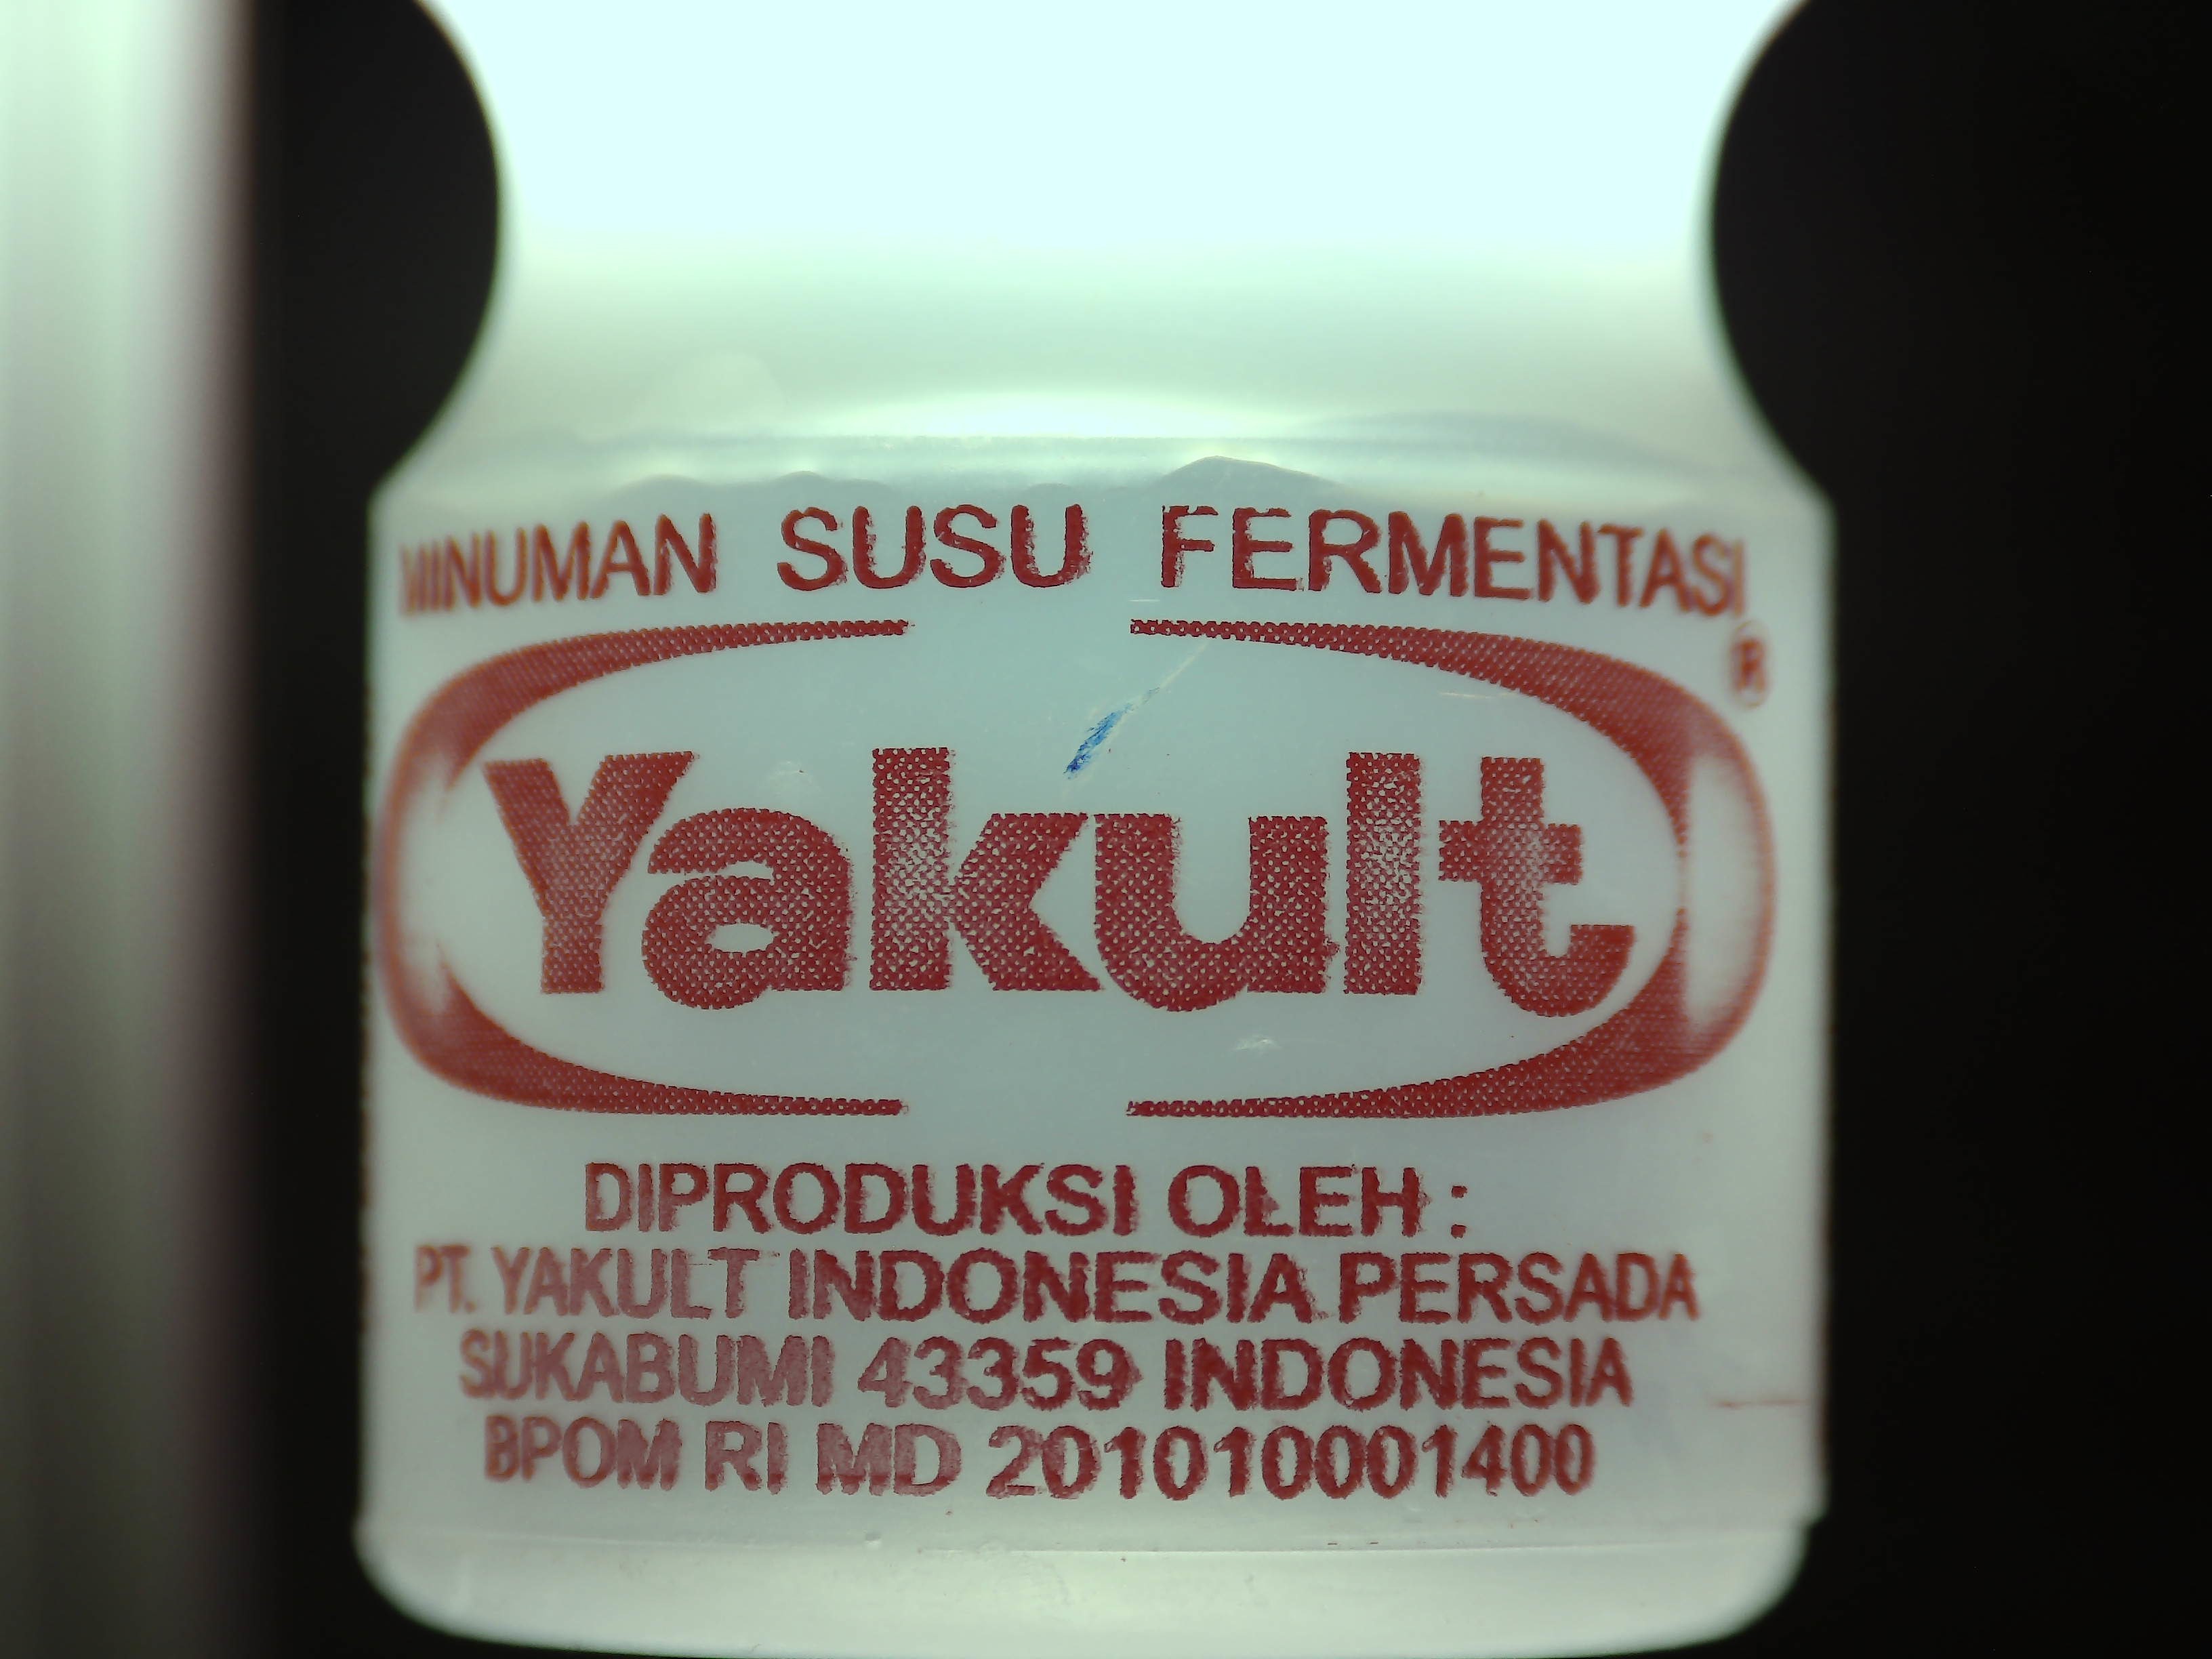 MINUMAN SUSU FERMENTASI
Yakult®
DIPRODUKSI OLEH :
PT. YAKULT INDONESIA PERSADA
SUKABUMI 43359 INDONESIA
BPOM RI MD 201010001400